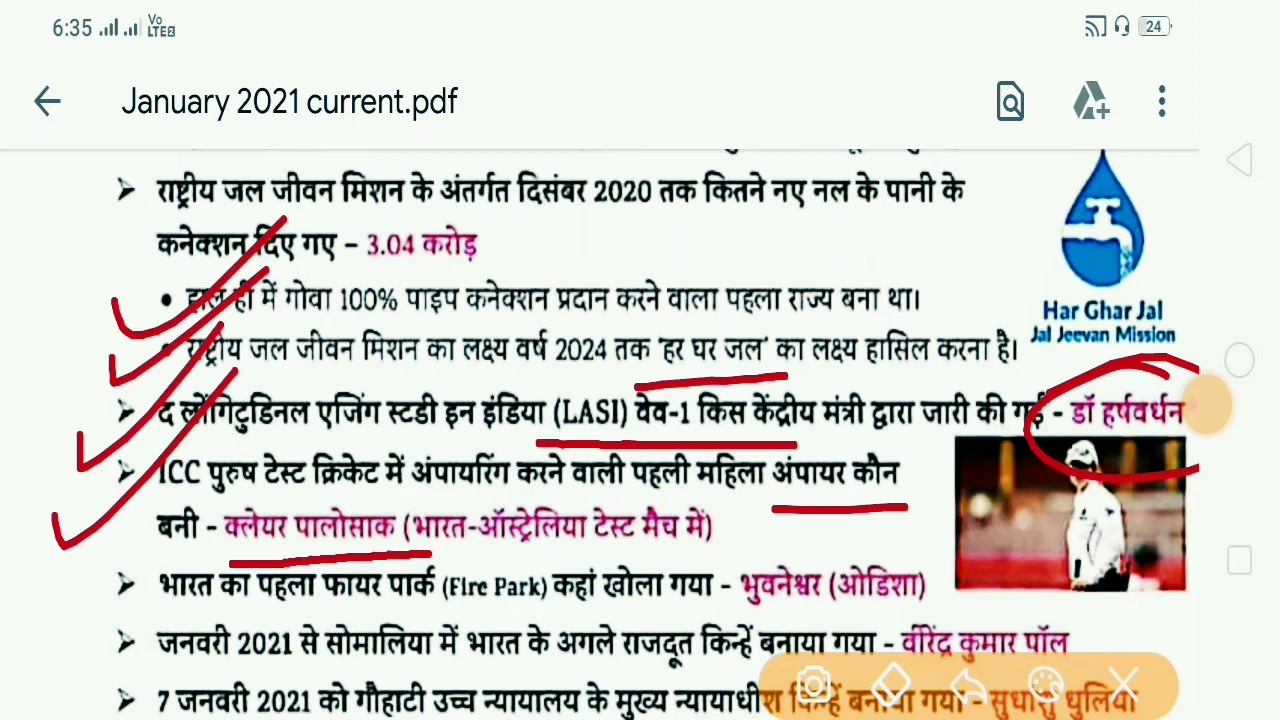 6:35 Vo LTE2 24
January 2021 current.pdf
राष्ट्रीय जल जीवन मिशन के अंतर्गत दिसंबर 2020 तक कितने नए नल के पानी के
कनेक्शन दिए गए – 3.04 करोड़
हाल ही में गोवा 100% पाइप कनेक्शन प्रदान करने वाला पहला राज्य बना था।
Har Ghar Jal
Jal Jeevan Mission
राष्ट्रीय जल जीवन मिशन का लक्ष्य वर्ष 2024 तक 'हर घर जल' का लक्ष्य हासिल करना है।
द लोंगिटुडिनल एजिंग स्टडी इन इंडिया (LASI) वेव-1 किस केंद्रीय मंत्री द्वारा जारी की गई - डॉ हर्षवर्धन
ICC पुरुष टेस्ट क्रिकेट में अंपायरिंग करने वाली पहली महिला अंपायर कौन
बनी - क्लेयर पालोसाक (भारत-ऑस्ट्रेलिया टेस्ट मैच में)
भारत का पहला फायर पार्क (Fire Park) कहां खोला गया - भुवनेश्वर (ओडिशा)
जनवरी 2021 से सोमालिया में भारत के अगले राजदूत किन्हें बनाया गया - वीरेंद्र कुमार पॉल
7 जनवरी 2021 को गौहाटी उच्च न्यायालय के मुख्य न्यायाधीश किन्हें बनाया गया - सुधांशु धुलिया